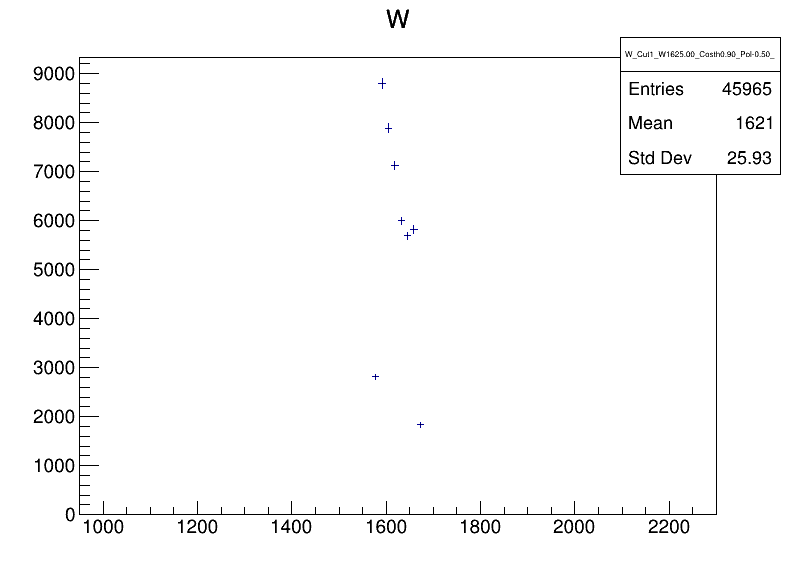 W
W_Cut1_W1625.00_Costh0.90_Pol-0.50_
Entries 45965
Mean 1621
Std Dev 25.93
9000
8000
7000
6000
5000
4000
3000
2000
1000
0
1000 1200 1400 1600 1800 2000 2200